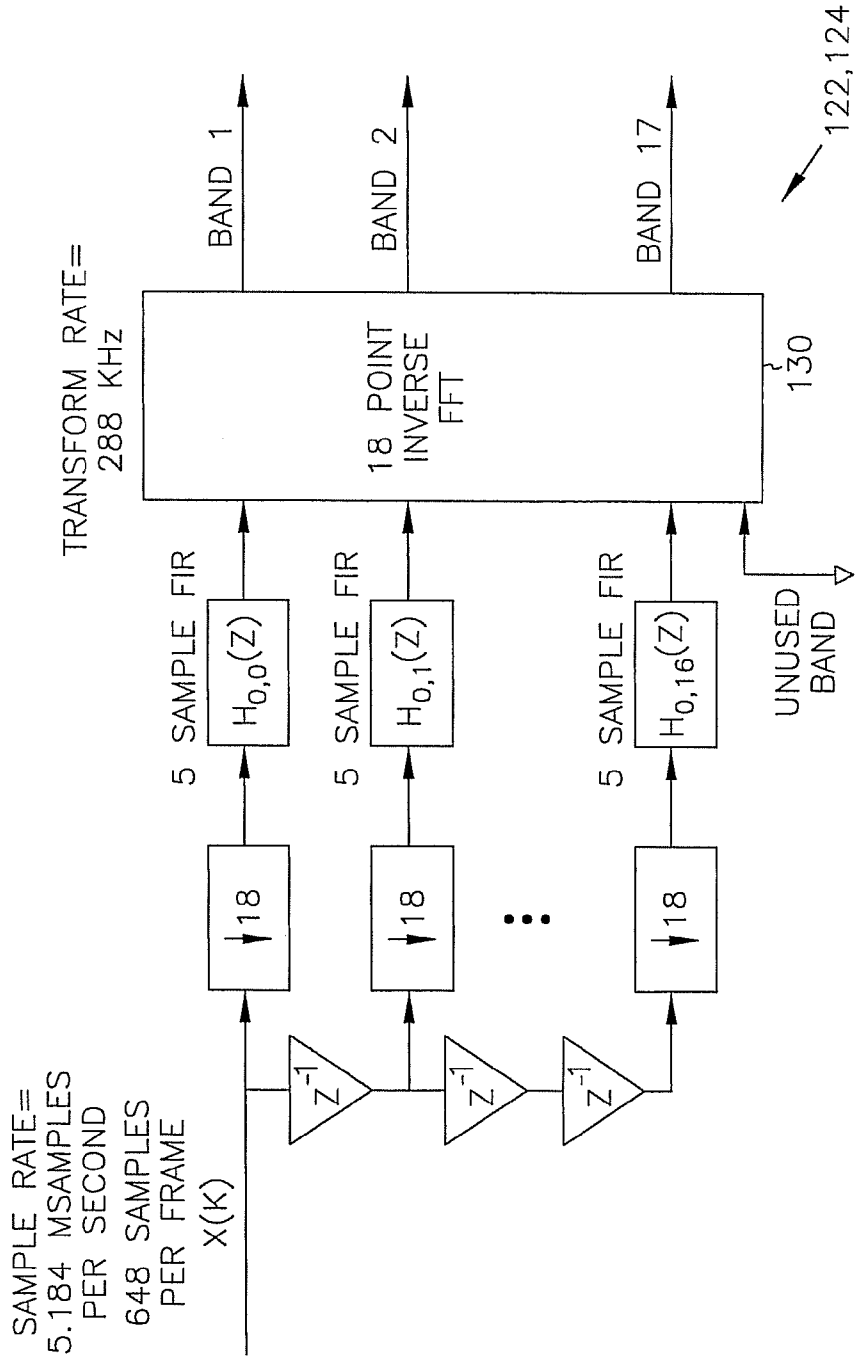 SAMPLE RATE=
5.184 MSAMPLES
PER SECOND
648 SAMPLES
PER FRAME
X(K)
Z-1
Z-1
Z-1
↓18
↓18
•••
↓18
5 SAMPLE FIR
H0,0(Z)
5 SAMPLE FIR
H0,1(Z)
5 SAMPLE FIR
H0,16(Z)
UNUSED
BAND
TRANSFORM RATE=
288 KHz
18 POINT
INVERSE
FFT
130
BAND 1
BAND 2
BAND 17
122,124